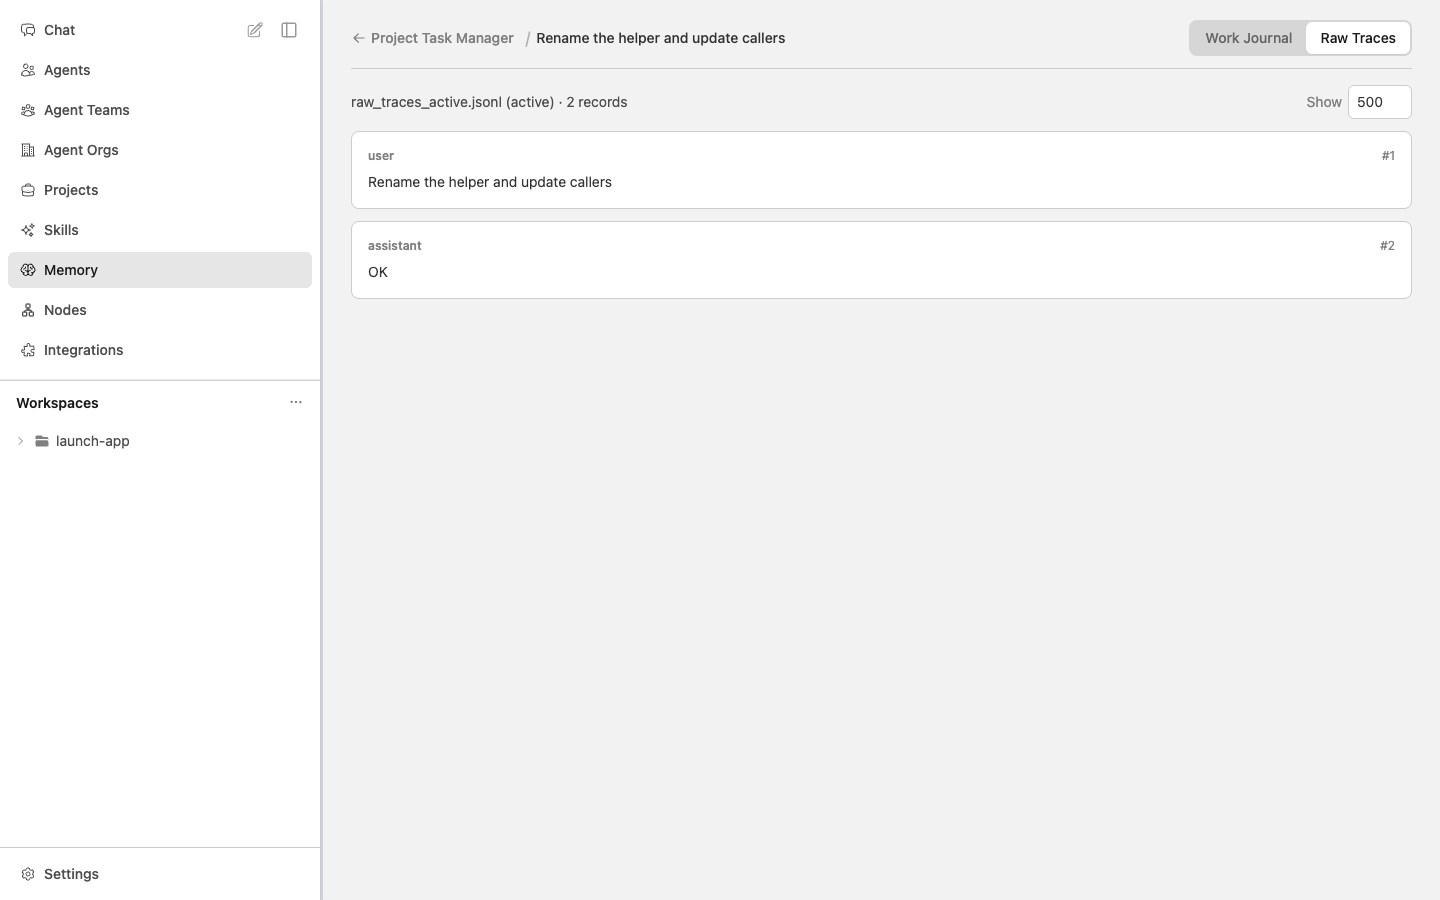 Chat
Agents
Agent Teams
Agent Orgs
Projects
Skills
Memory
Nodes
Integrations
Workspaces
launch-app
Settings
Project Task Manager / Rename the helper and update callers
Work Journal
Raw Traces
raw_traces_active.jsonl (active) · 2 records
Show 500
user #1
Rename the helper and update callers
assistant #2
OK